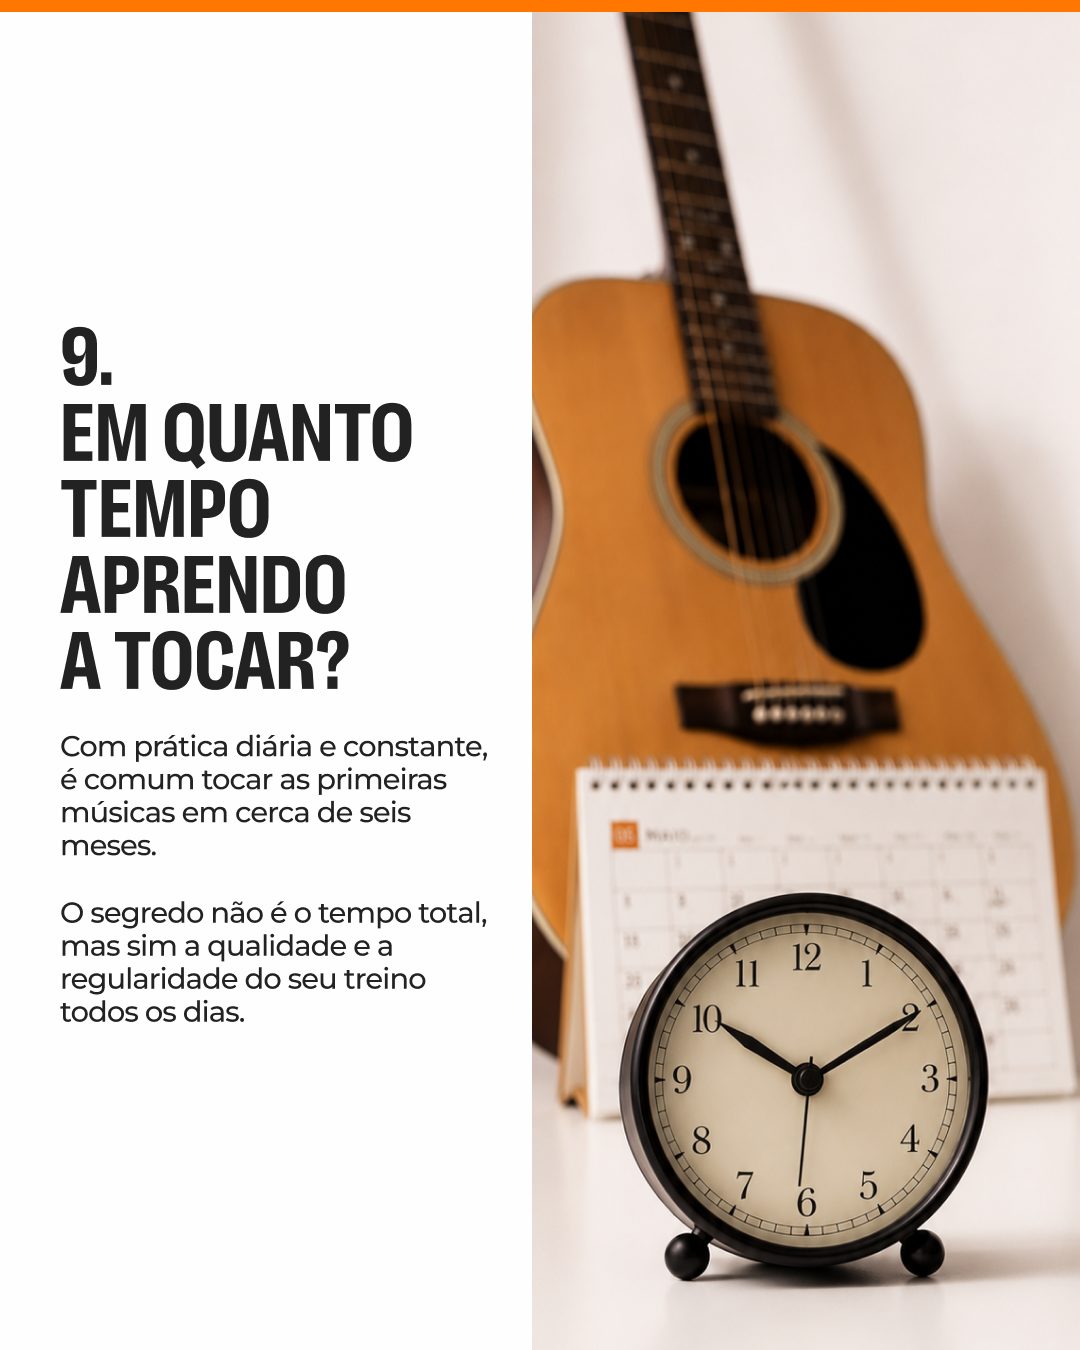 9.
EM QUANTO
TEMPO
APRENDO
A TOCAR?
Com prática diária e constante,
é comum tocar as primeiras
músicas em cerca de seis
meses.
O segredo não é o tempo total,
mas sim a qualidade e a
regularidade do seu treino
todos os dias.
MAIO
12
11
1
10
2
9
3
8
4
7
5
6